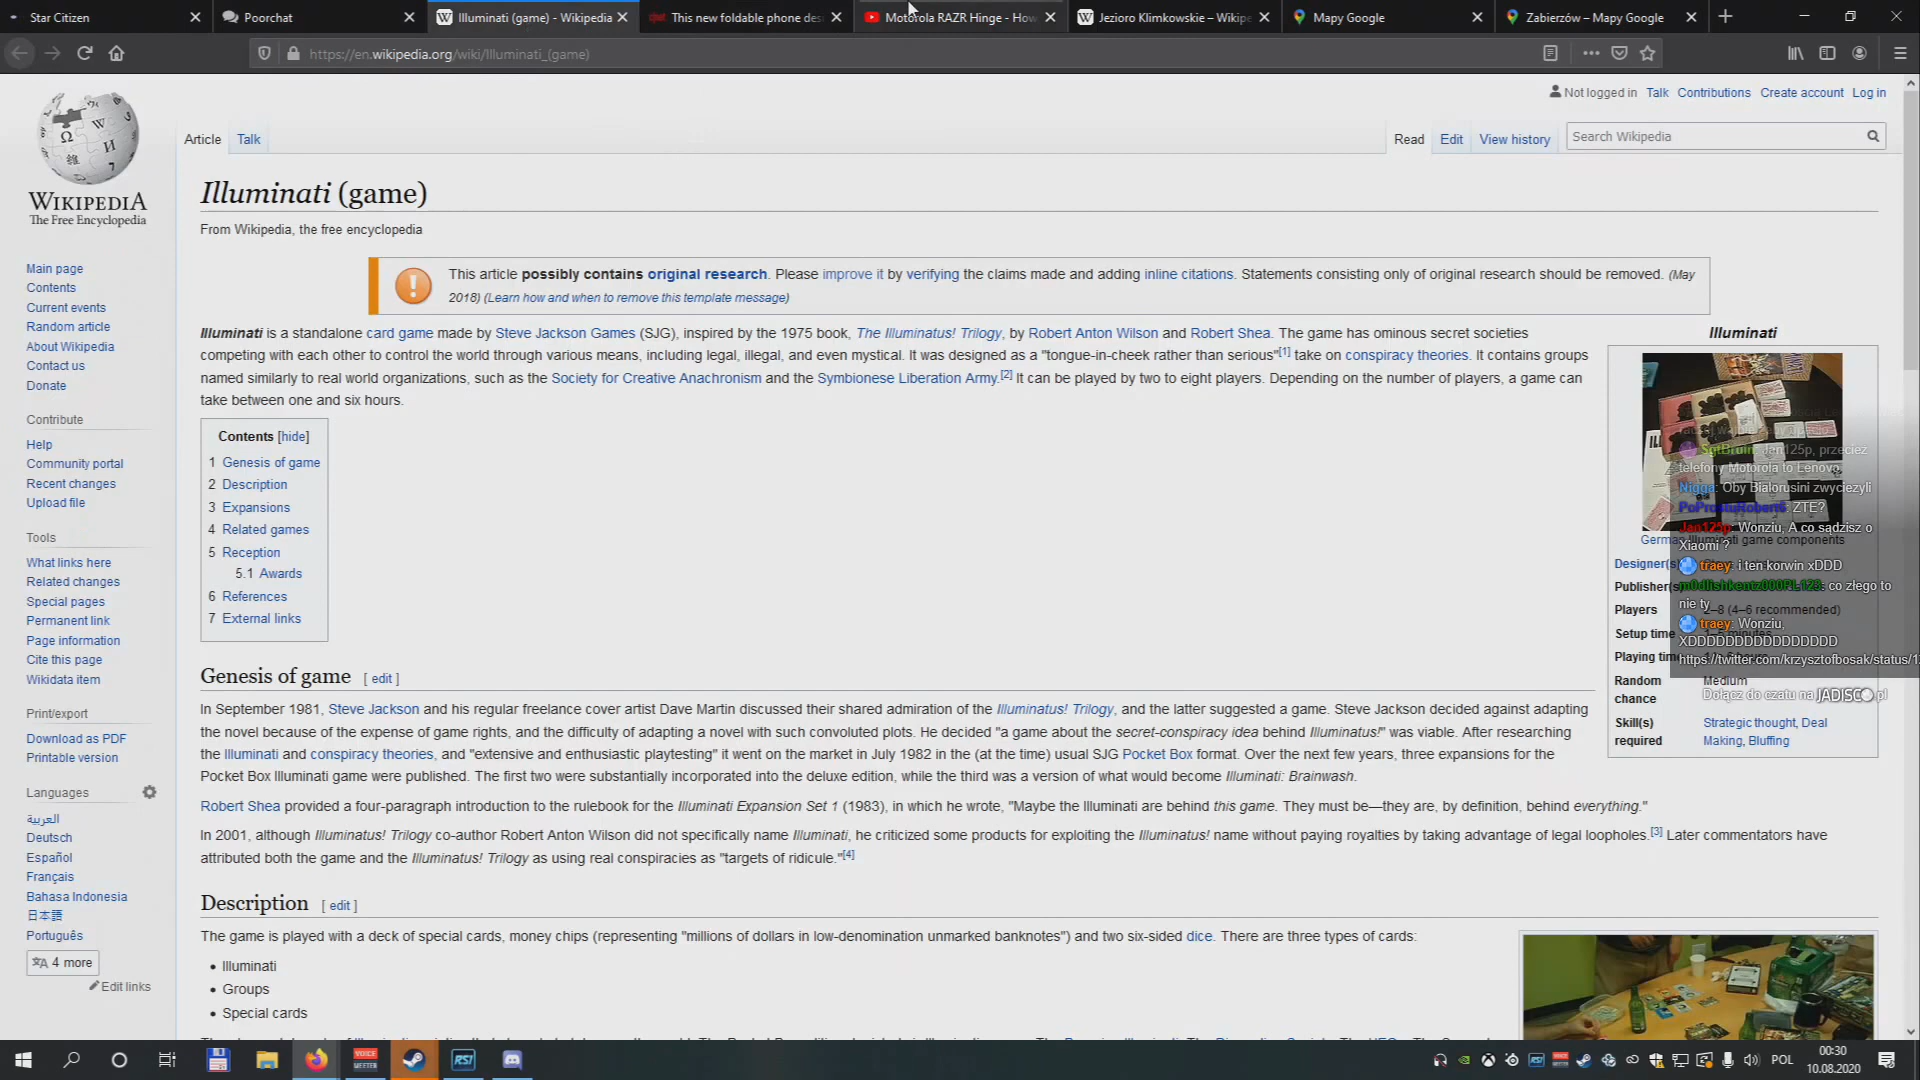 Star Citizen
Poorchat
Illuminati (game) - Wikipedia
This new foldable phone des
Motorola RAZR Hinge - How
Jezioro Klimkowskie – Wikipe
Mapy Google
Zabierzów – Mapy Google
https://en.wikipedia.org/wiki/Illuminati_(game)
Not logged in Talk Contributions Create account Log in
Article Talk
Read Edit View history
Search Wikipedia
WIKIPEDIA
The Free Encyclopedia
Main page
Contents
Current events
Random article
About Wikipedia
Contact us
Donate
Contribute
Help
Community portal
Recent changes
Upload file
Tools
What links here
Related changes
Special pages
Permanent link
Page information
Cite this page
Wikidata item
Print/export
Download as PDF
Printable version
Languages
العربية
Deutsch
Español
Français
Bahasa Indonesia
日本語
Português
4 more
Edit links
Illuminati (game)
From Wikipedia, the free encyclopedia
This article possibly contains original research. Please improve it by verifying the claims made and adding inline citations. Statements consisting only of original research should be removed. (May
2018) (Learn how and when to remove this template message)
Illuminati is a standalone card game made by Steve Jackson Games (SJG), inspired by the 1975 book, The Illuminatus! Trilogy, by Robert Anton Wilson and Robert Shea. The game has ominous secret societies
competing with each other to control the world through various means, including legal, illegal, and even mystical. It was designed as a "tongue-in-cheek rather than serious"[1] take on conspiracy theories. It contains groups
named similarly to real world organizations, such as the Society for Creative Anachronism and the Symbionese Liberation Army.[2] It can be played by two to eight players. Depending on the number of players, a game can
take between one and six hours.
Contents [hide]
1 Genesis of game
2 Description
3 Expansions
4 Related games
5 Reception
5.1 Awards
6 References
7 External links
Genesis of game [ edit ]
In September 1981, Steve Jackson and his regular freelance cover artist Dave Martin discussed their shared admiration of the Illuminatus! Trilogy, and the latter suggested a game. Steve Jackson decided against adapting
the novel because of the expense of game rights, and the difficulty of adapting a novel with such convoluted plots. He decided "a game about the secret-conspiracy idea behind Illuminatus!" was viable. After researching
the Illuminati and conspiracy theories, and "extensive and enthusiastic playtesting" it went on the market in July 1982 in the (at the time) usual SJG Pocket Box format. Over the next few years, three expansions for the
Pocket Box Illuminati game were published. The first two were substantially incorporated into the deluxe edition, while the third was a version of what would become Illuminati: Brainwash.
Robert Shea provided a four-paragraph introduction to the rulebook for the Illuminati Expansion Set 1 (1983), in which he wrote, "Maybe the Illuminati are behind this game. They must be—they are, by definition, behind everything."
In 2001, although Illuminatus! Trilogy co-author Robert Anton Wilson did not specifically name Illuminati, he criticized some products for exploiting the Illuminatus! name without paying royalties by taking advantage of legal loopholes.[3] Later commentators have
attributed both the game and the Illuminatus! Trilogy as using real conspiracies as "targets of ridicule."[4]
Description [ edit ]
The game is played with a deck of special cards, money chips (representing "millions of dollars in low-denomination unmarked banknotes") and two six-sided dice. There are three types of cards:
• Illuminati
• Groups
• Special cards
Illuminati
German Illuminati game components
Designer(s)
Publisher(s)
Players 2–8 (4–6 recommended)
Setup time
Playing time
Random chance Medium
Skill(s) required Strategic thought, Deal Making, Bluffing
SgtBruin: Jan125p, przecież
telefony Motorola to Lenovo
Nigga: Oby Bialorusini zwyciezyli
PoProstuRobert6: ZTE?
Jan125p: Wonziu, A co sądzisz o
Xiaomi ?
traey: i ten korwin xDDD
co złego to
nie ty
traey: Wonziu,
XDDDDDDDDDDDDDDDD
https://twitter.com/krzysztofbosak/status/1
Dołącz do czatu na JADISCO.pl
VOICE MEETER
RSI
POL
00:30
10.08.2020